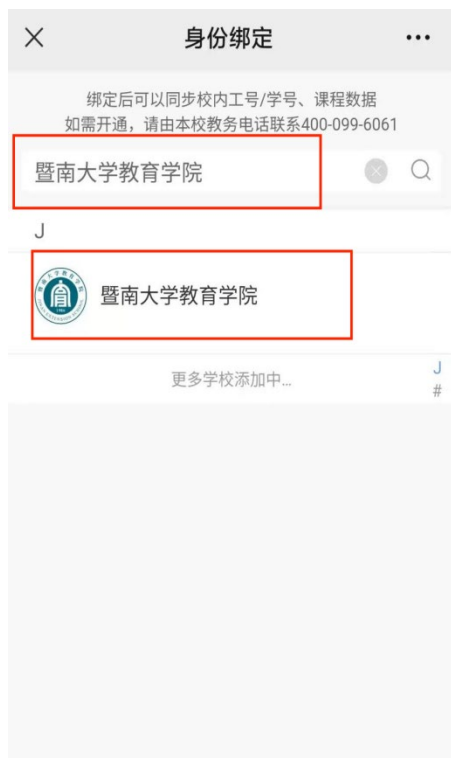 身份绑定
绑定后可以同步校内工号/学号、课程数据
如需开通，请由本校教务电话联系400-099-6061
暨南大学教育学院
J
暨南大学教育学院
更多学校添加中...
J
#